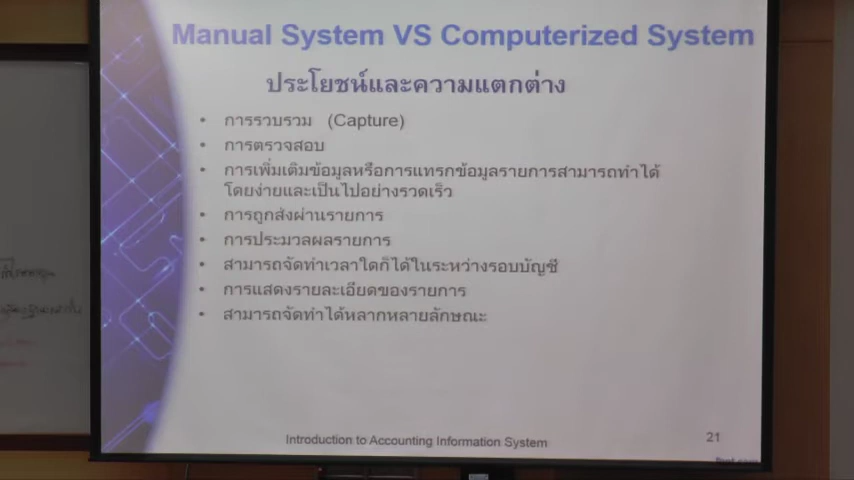 Manual System VS Computerized System
ประโยชน์และความแตกต่าง
• การรวบรวม (Capture)
• การตรวจสอบ
• การเพิ่มเติมข้อมูลหรือการแทรกข้อมูลรายการสามารถทำได้
โดยง่ายและเป็นไปอย่างรวดเร็ว
• การถูกส่งผ่านรายการ
• การประมวลผลรายการ
• สามารถจัดทำเวลาใดก็ได้ในระหว่างรอบบัญชี
• การแสดงรายละเอียดของรายการ
• สามารถจัดทำได้หลากหลายลักษณะ
Introduction to Accounting Information System
21